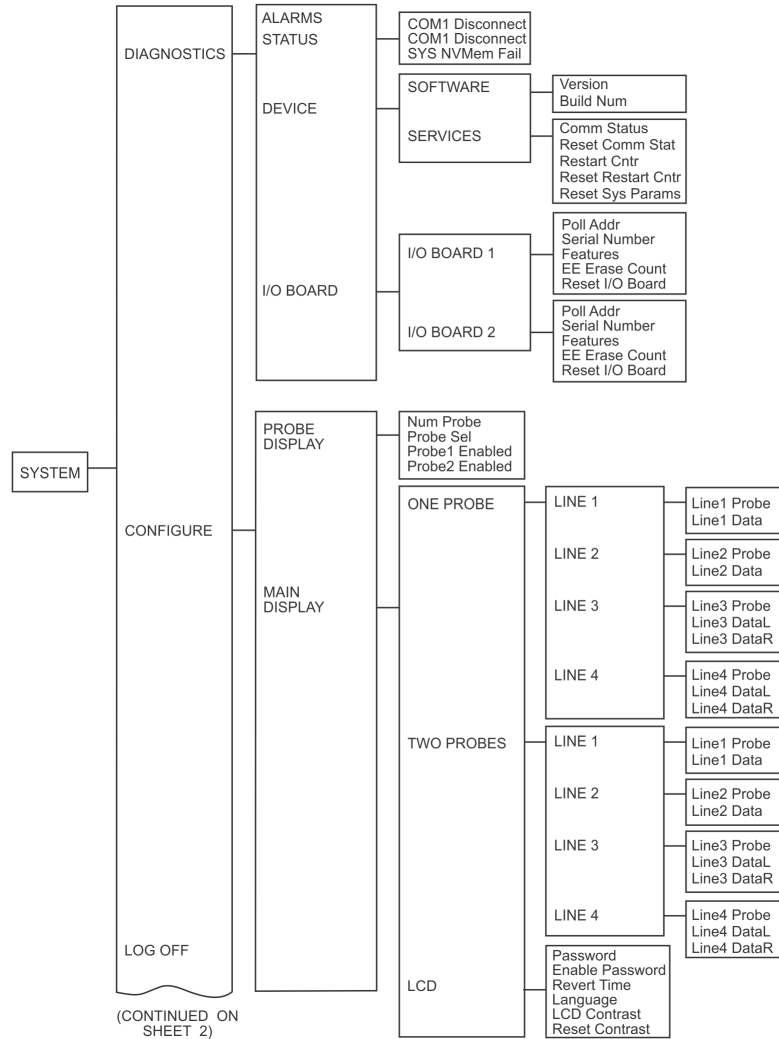 SYSTEM
DIAGNOSTICS
ALARMS
STATUS
COM1 Disconnect
COM1 Disconnect
SYS NVMem Fail
DEVICE
SOFTWARE
Version
Build Num
SERVICES
Comm Status
Reset Comm Stat
Restart Cntr
Reset Restart Cntr
Reset Sys Params
I/O BOARD
I/O BOARD 1
Poll Addr
Serial Number
Features
EE Erase Count
Reset I/O Board
I/O BOARD 2
Poll Addr
Serial Number
Features
EE Erase Count
Reset I/O Board
CONFIGURE
PROBE
DISPLAY
Num Probe
Probe Sel
Probe1 Enabled
Probe2 Enabled
MAIN
DISPLAY
ONE PROBE
LINE 1
Line1 Probe
Line1 Data
LINE 2
Line2 Probe
Line2 Data
LINE 3
Line3 Probe
Line3 DataL
Line3 DataR
LINE 4
Line4 Probe
Line4 DataL
Line4 DataR
TWO PROBES
LINE 1
Line1 Probe
Line1 Data
LINE 2
Line2 Probe
Line2 Data
LINE 3
Line3 Probe
Line3 DataL
Line3 DataR
LINE 4
Line4 Probe
Line4 DataL
Line4 DataR
LCD
Password
Enable Password
Revert Time
Language
LCD Contrast
Reset Contrast
LOG OFF
(CONTINUED ON
SHEET 2)